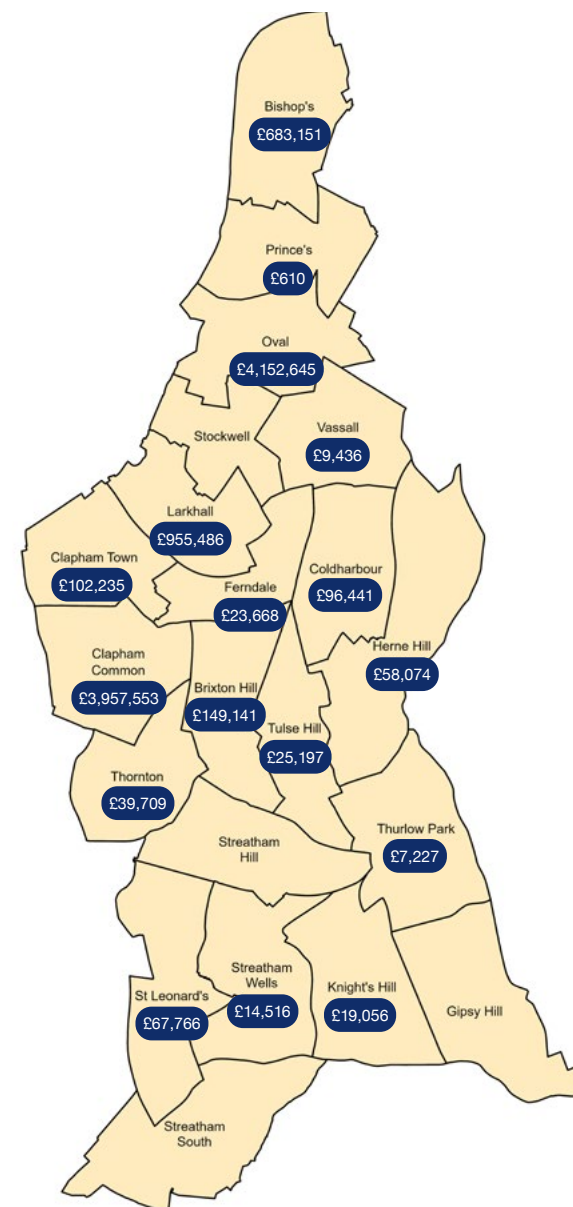 Bishop's
£683,151
Prince's
£610
Oval
£4,152,645
Stockwell
Vassall
£9,436
Larkhall
£955,486
Clapham Town
£102,235
Ferndale
£23,668
Coldharbour
£96,441
Clapham
Common
£3,957,553
Brixton Hill
£149,141
Herne Hill
£58,074
Tulse Hill
£25,197
Thornton
£39,709
Streatham
Hill
Thurlow Park
£7,227
St Leonard's
£67,766
Streatham
Wells
£14,516
Knight's Hill
£19,056
Gipsy Hill
Streatham
South